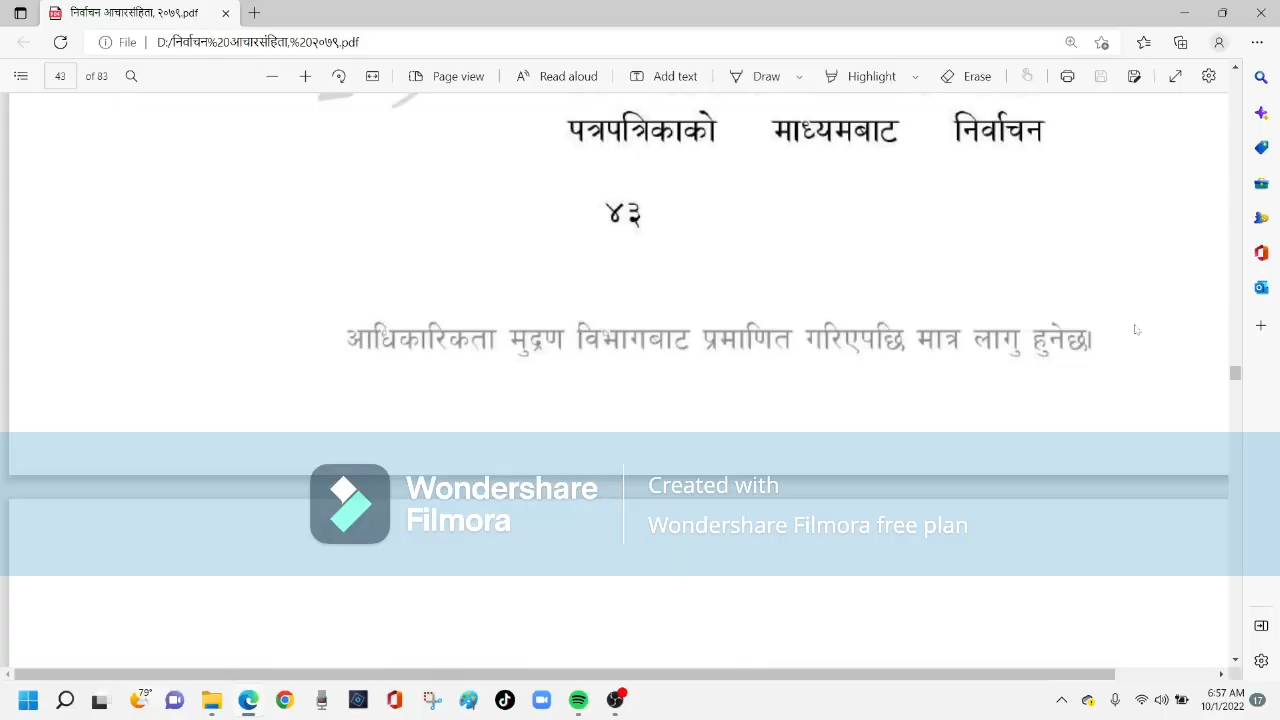 निर्वाचन आचारसंहिता, २०७९.pdf
File | D:/निर्वाचन%20आचारसंहिता,%20२०७९.pdf
43 of 83 Page view Read aloud Add text Draw Highlight Erase
पत्रपत्रिकाको माध्यमबाट निर्वाचन
४३
आधिकारिकता मुद्रण विभागबाट प्रमाणित गरिएपछि मात्र लागु हुनेछ।
Wondershare Filmora
Created with
Wondershare Filmora free plan
79°
6:57 AM
10/1/2022
17